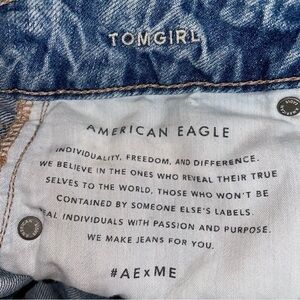 TOMGIRL
AMERICAN EAGLE
INDIVIDUALITY, FREEDOM, AND DIFFERENCE.
WE BELIEVE IN THE ONES WHO REVEAL THEIR TRUE
SELVES TO THE WORLD, THOSE WHO WON'T BE
CONTAINED BY SOMEONE ELSE'S LABELS.
AL INDIVIDUALS WITH PASSION AND PURPOSE.
WE MAKE JEANS FOR YOU.
#AExME